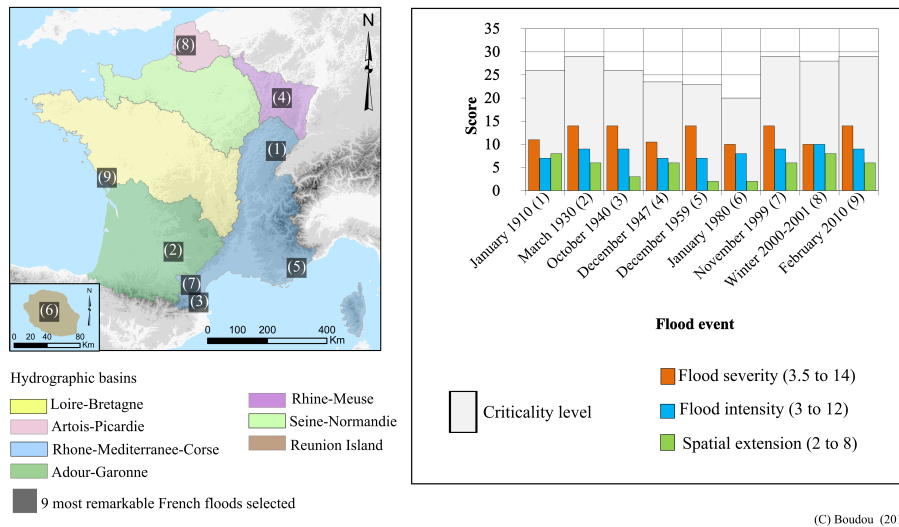 (8)
N
(4)
(1)
(9)
(2)
(5)
(7)
(3)
N
(6)
0 20 40 80
Km
0 100 200 400
Km
Hydrographic basins
Loire-Bretagne
Artois-Picardie
Rhone-Mediterranee-Corse
Adour-Garonne
Rhine-Meuse
Seine-Normandie
Reunion Island
9 most remarkable French floods selected
Score
35
30
25
20
15
10
5
0
January 1910 (1)
March 1930 (2)
October 1940 (3)
December 1947 (4)
December 1959 (5)
January 1980 (6)
November 1999 (7)
Winter 2000-2001 (8)
February 2010 (9)
Flood event
Criticality level
Flood severity (3.5 to 14)
Flood intensity (3 to 12)
Spatial extension (2 to 8)
(C) Boudou (201